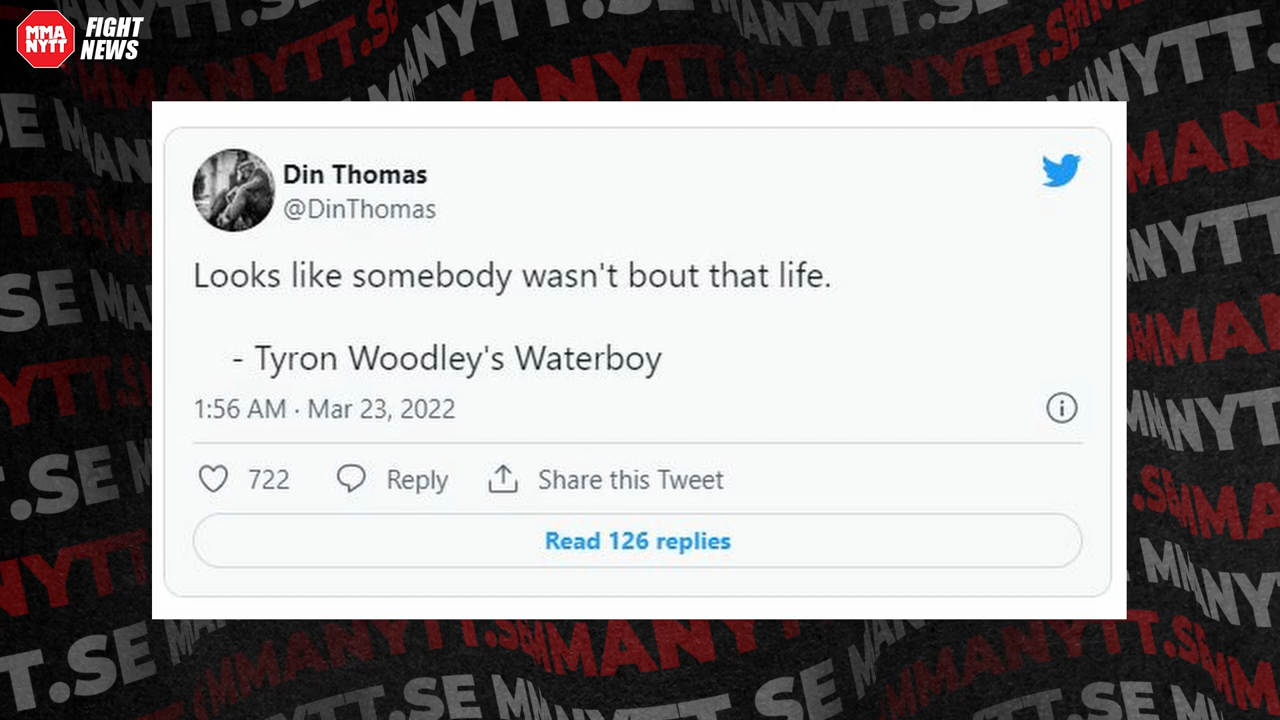 MMA
NYTT
FIGHT
NEWS
Din Thomas
@DinThomas
Looks like somebody wasn't bout that life.
- Tyron Woodley's Waterboy
1:56 AM · Mar 23, 2022
722 Reply Share this Tweet
Read 126 replies